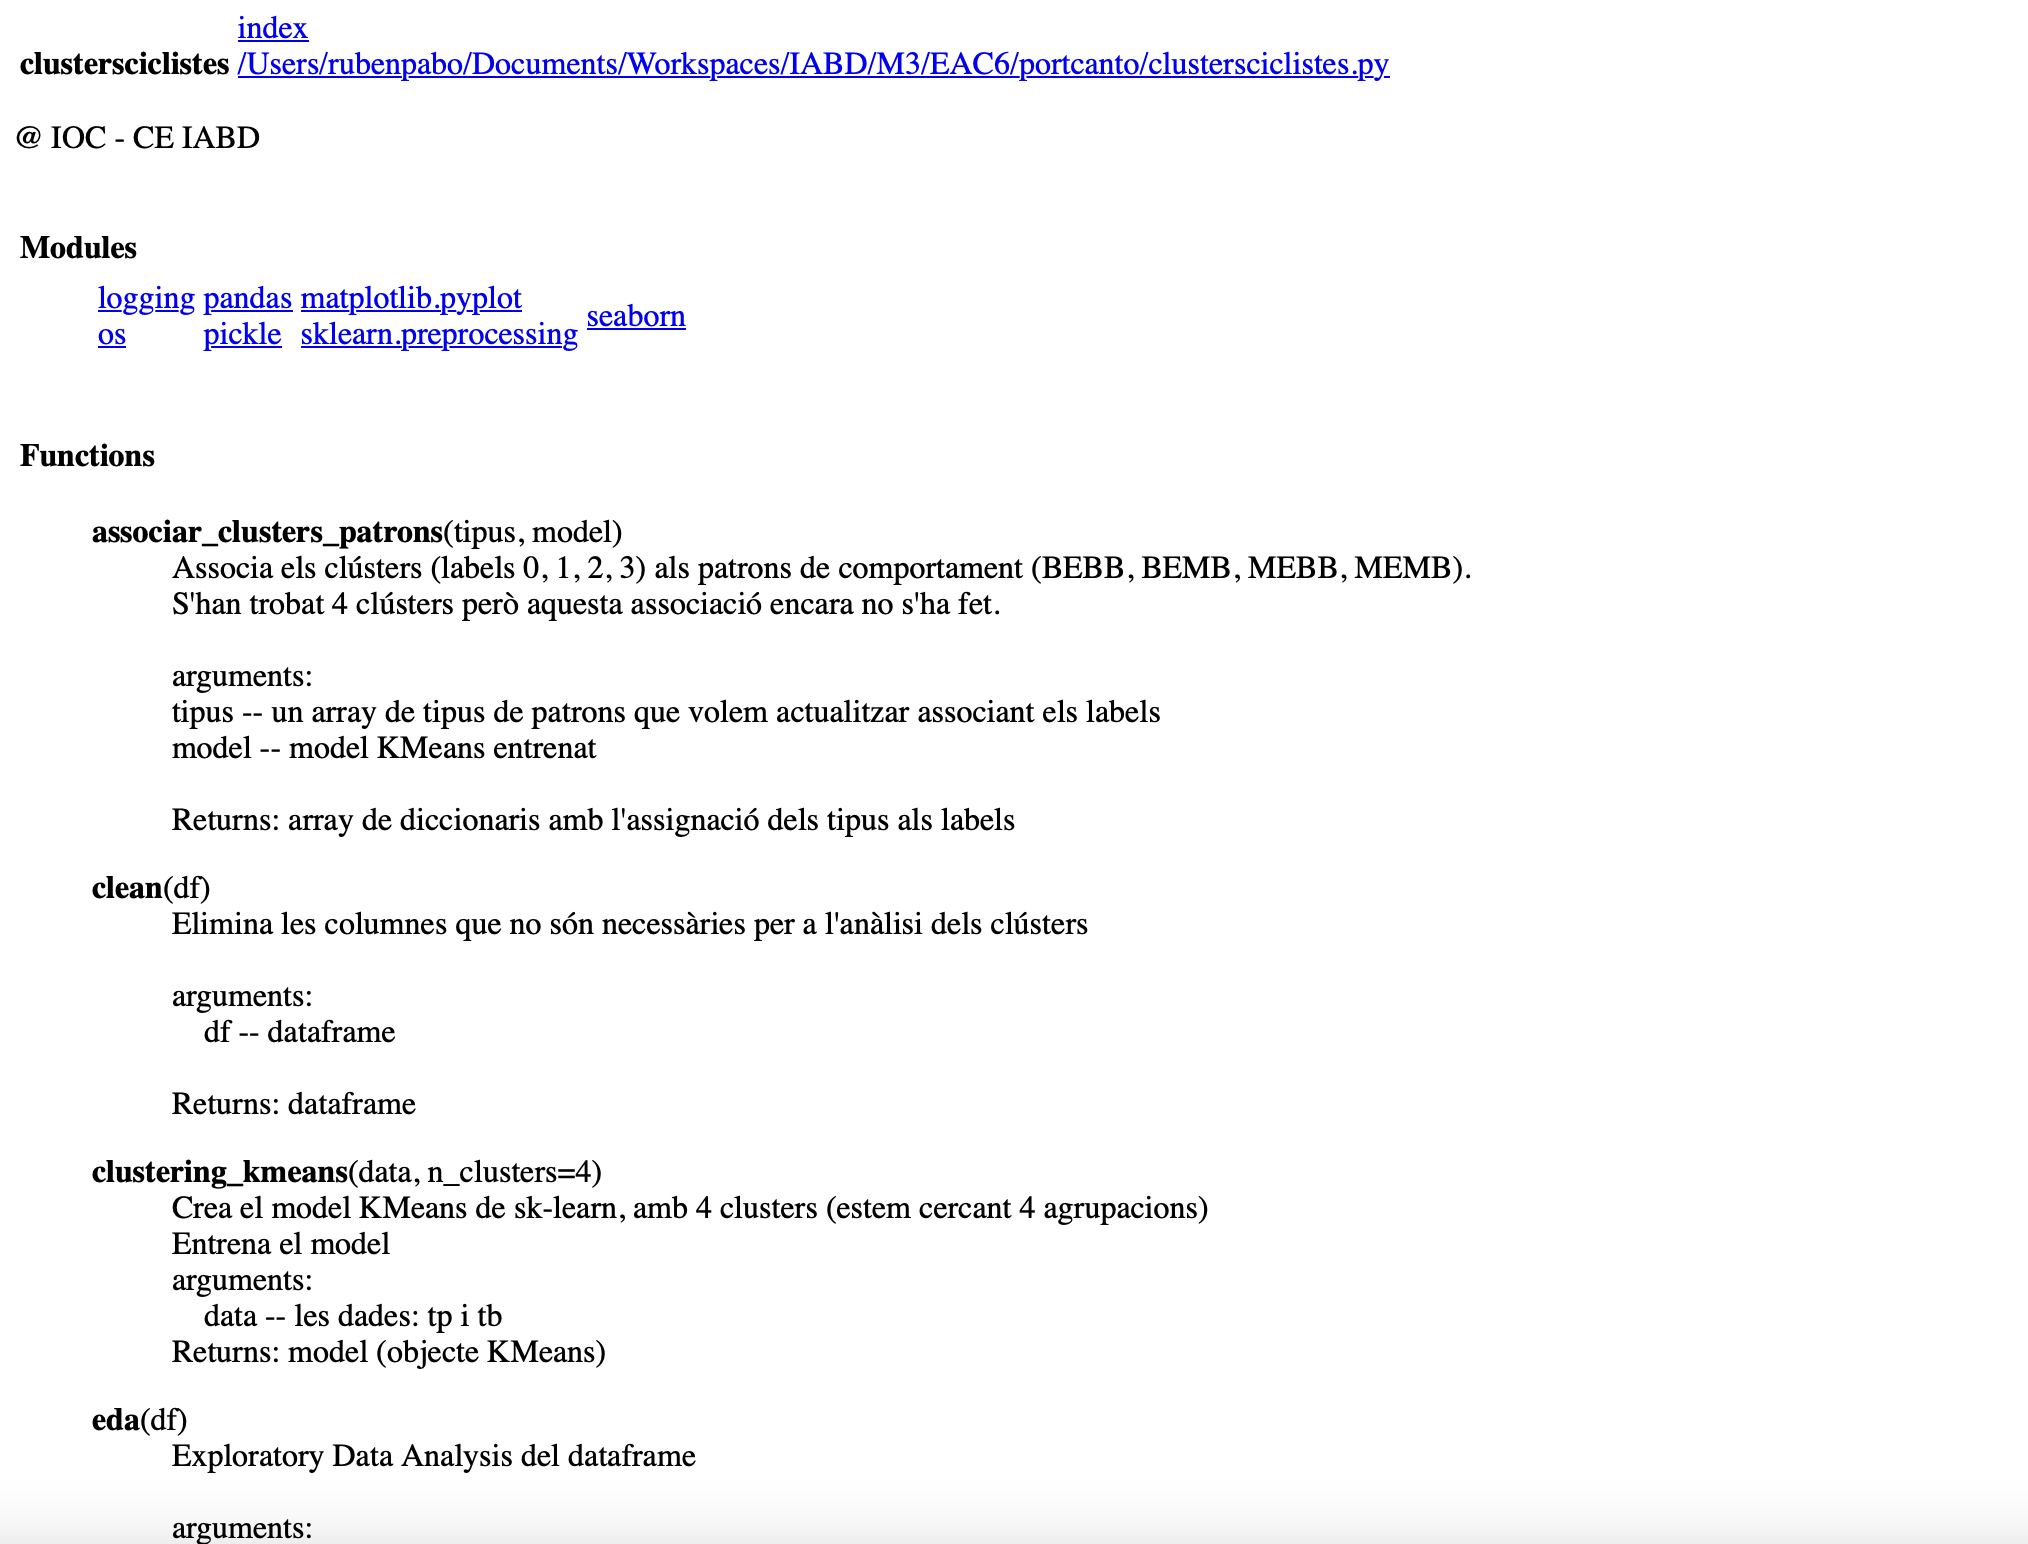 index
clustersciclistes /Users/rubenpabo/Documents/Workspaces/IABD/M3/EAC6/portcanto/clustersciclistes.py
@ IOC - CE IABD
Modules
logging pandas matplotlib.pyplot seaborn
os pickle sklearn.preprocessing
Functions
associar_clusters_patrons(tipus, model)
Associa els clústers (labels 0, 1, 2, 3) als patrons de comportament (BEBB, BEMB, MEBB, MEMB).
S'han trobat 4 clústers però aquesta associació encara no s'ha fet.
arguments:
tipus -- un array de tipus de patrons que volem actualitzar associant els labels
model -- model KMeans entrenat
Returns: array de diccionaris amb l'assignació dels tipus als labels
clean(df)
Elimina les columnes que no són necessàries per a l'anàlisi dels clústers
arguments:
df -- dataframe
Returns: dataframe
clustering_kmeans(data, n_clusters=4)
Crea el model KMeans de sk-learn, amb 4 clusters (estem cercant 4 agrupacions)
Entrena el model
arguments:
data -- les dades: tp i tb
Returns: model (objecte KMeans)
eda(df)
Exploratory Data Analysis del dataframe
arguments: